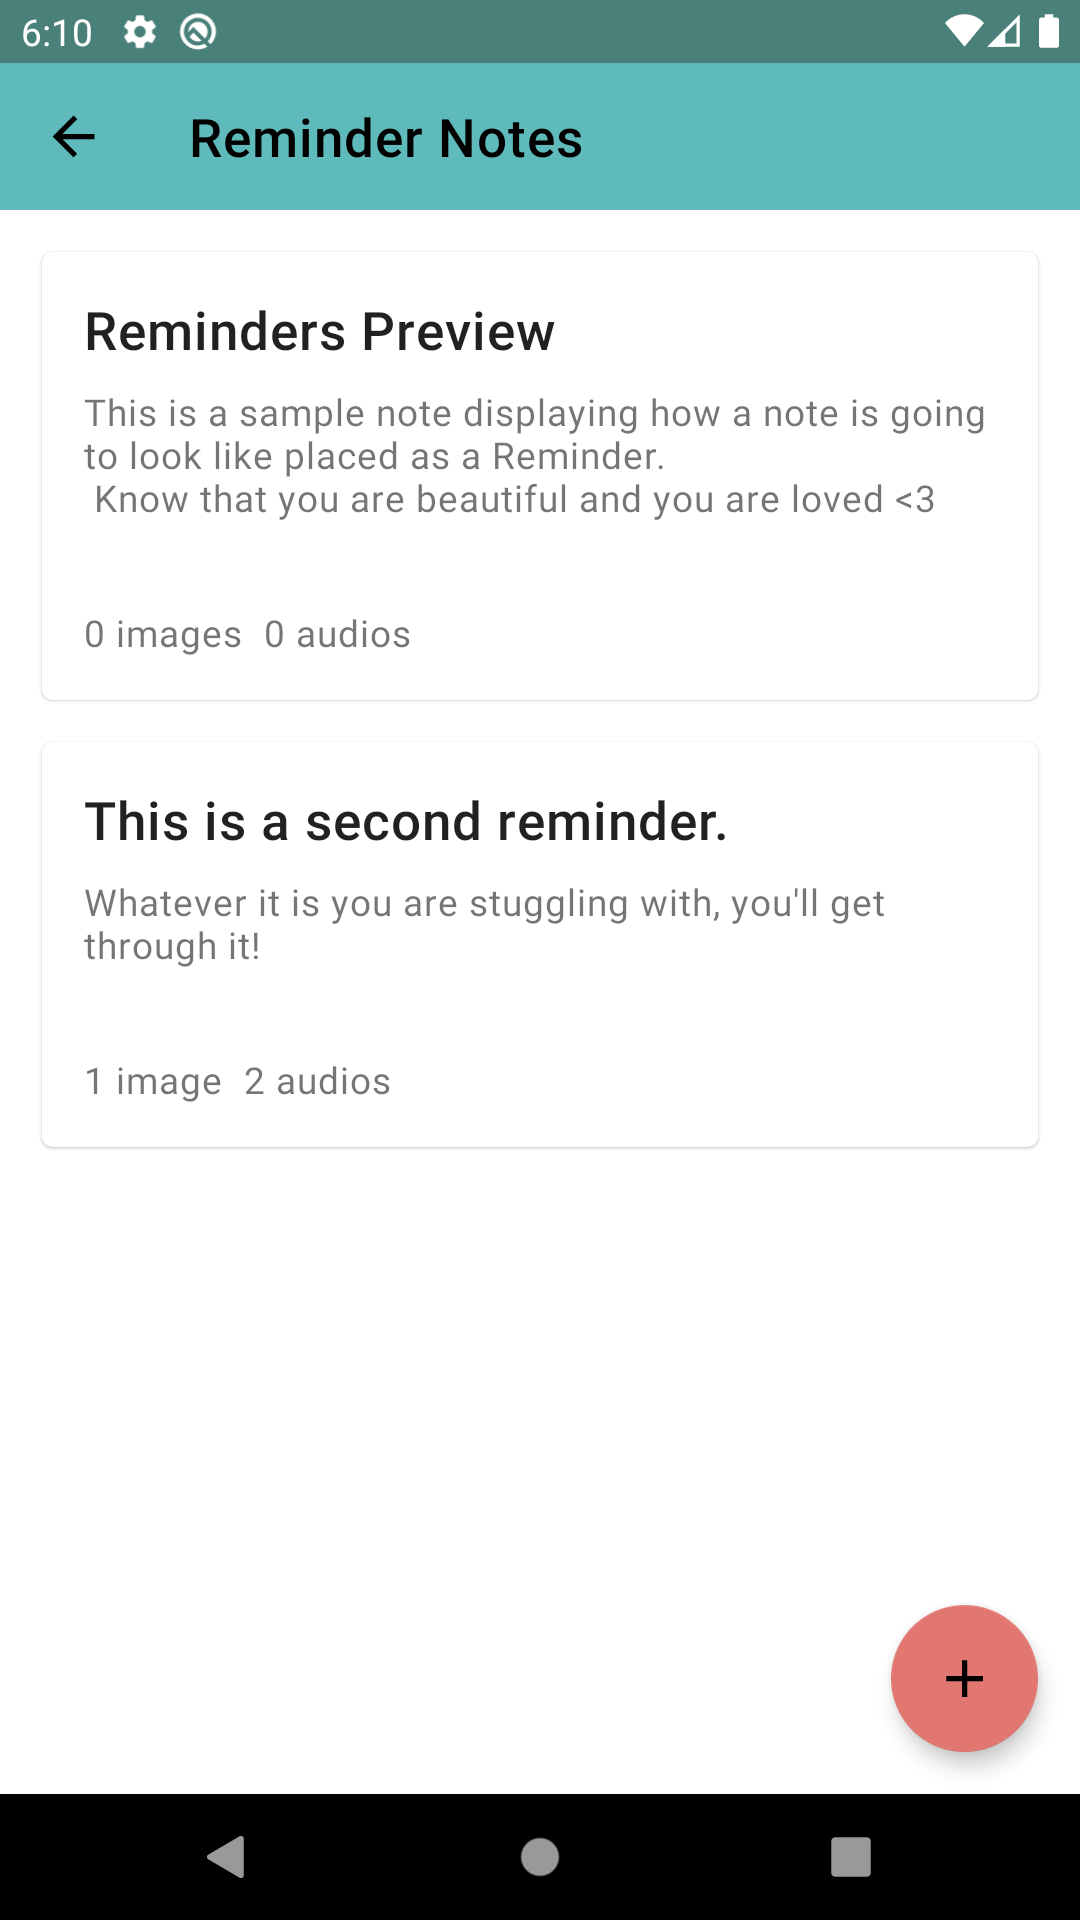 6:10
Reminder Notes
Reminders Preview
This is a sample note displaying how a note is going
to look like placed as a Reminder.
Know that you are beautiful and you are loved <3
0 images  0 audios
This is a second reminder.
Whatever it is you are stuggling with, you'll get
through it!
1 image  2 audios